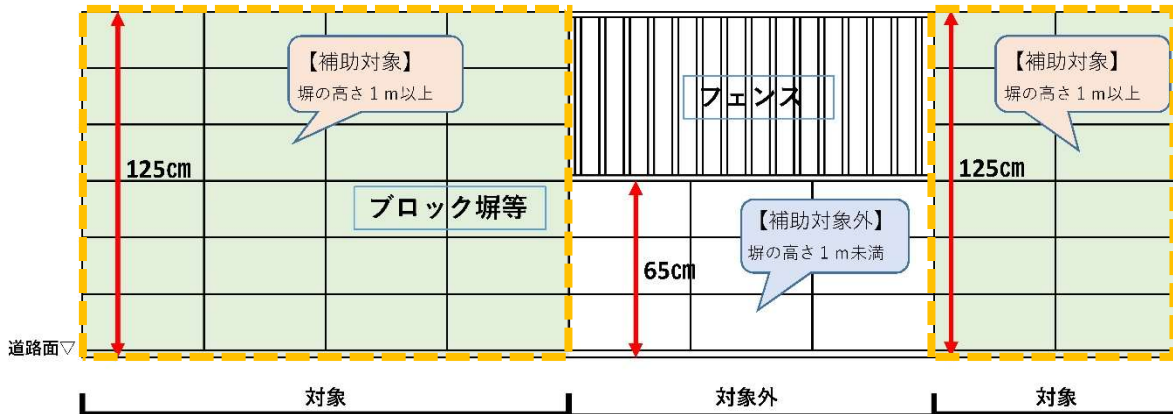 【補助対象】
塀の高さ１ｍ以上
125㎝
ブロック塀等
フェンス
【補助対象外】
塀の高さ１ｍ未満
65㎝
【補助対象】
塀の高さ１ｍ以上
125㎝
道路面▽
対象
対象外
対象